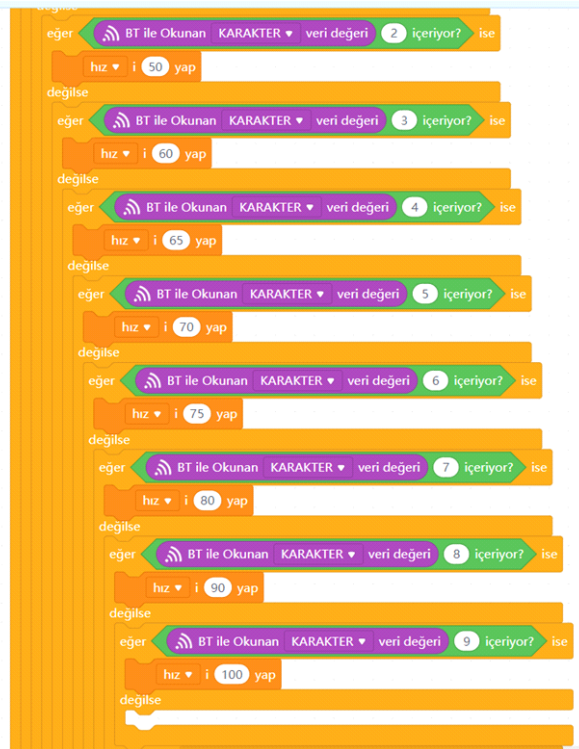 değilse
eğer BT ile Okunan KARAKTER ▾ veri değeri 2 içeriyor? ise
hız ▾ i 50 yap
değilse
eğer BT ile Okunan KARAKTER ▾ veri değeri 3 içeriyor? ise
hız ▾ i 60 yap
değilse
eğer BT ile Okunan KARAKTER ▾ veri değeri 4 içeriyor? ise
hız ▾ i 65 yap
değilse
eğer BT ile Okunan KARAKTER ▾ veri değeri 5 içeriyor? ise
hız ▾ i 70 yap
değilse
eğer BT ile Okunan KARAKTER ▾ veri değeri 6 içeriyor? ise
hız ▾ i 75 yap
değilse
eğer BT ile Okunan KARAKTER ▾ veri değeri 7 içeriyor? ise
hız ▾ i 80 yap
değilse
eğer BT ile Okunan KARAKTER ▾ veri değeri 8 içeriyor? ise
hız ▾ i 90 yap
değilse
eğer BT ile Okunan KARAKTER ▾ veri değeri 9 içeriyor? ise
hız ▾ i 100 yap
değilse